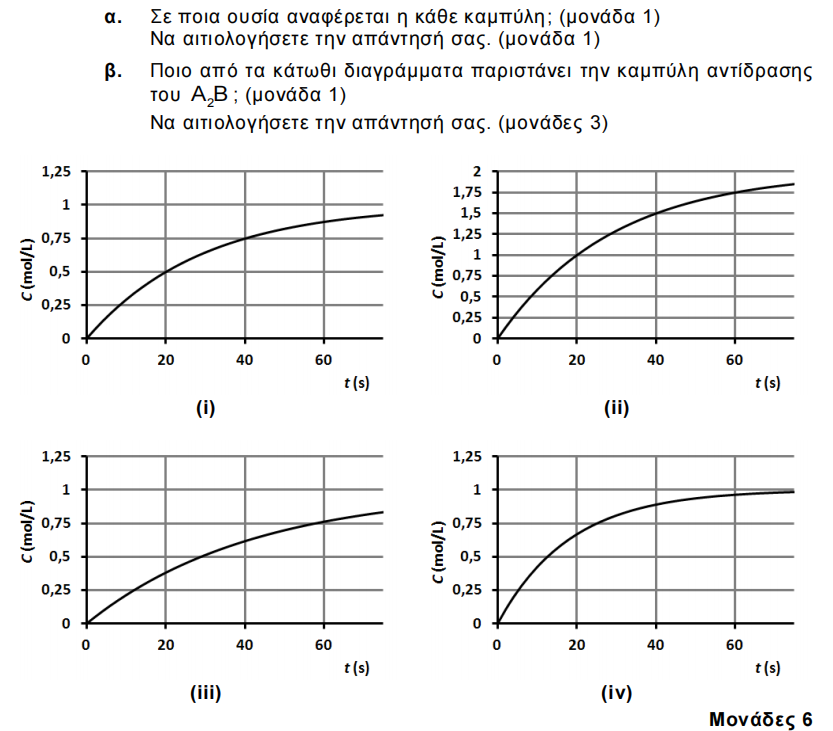 α. Σε ποια ουσία αναφέρεται η κάθε καμπύλη; (μονάδα 1)
Να αιτιολογήσετε την απάντησή σας. (μονάδα 1)
β. Ποιο από τα κάτωθι διαγράμματα παριστάνει την καμπύλη αντίδρασης
του A₂B ; (μονάδα 1)
Να αιτιολογήσετε την απάντησή σας. (μονάδες 3)
1,25
1
0,75
0,5
0,25
0
C (mol/L)
0 20 40 60
t (s)
(i)
2
1,75
1,5
1,25
1
0,75
0,5
0,25
0
C (mol/L)
0 20 40 60
t (s)
(ii)
1,25
1
0,75
0,5
0,25
0
C (mol/L)
0 20 40 60
t (s)
(iii)
1,25
1
0,75
0,5
0,25
0
C (mol/L)
0 20 40 60
t (s)
(iv)
Μονάδες 6